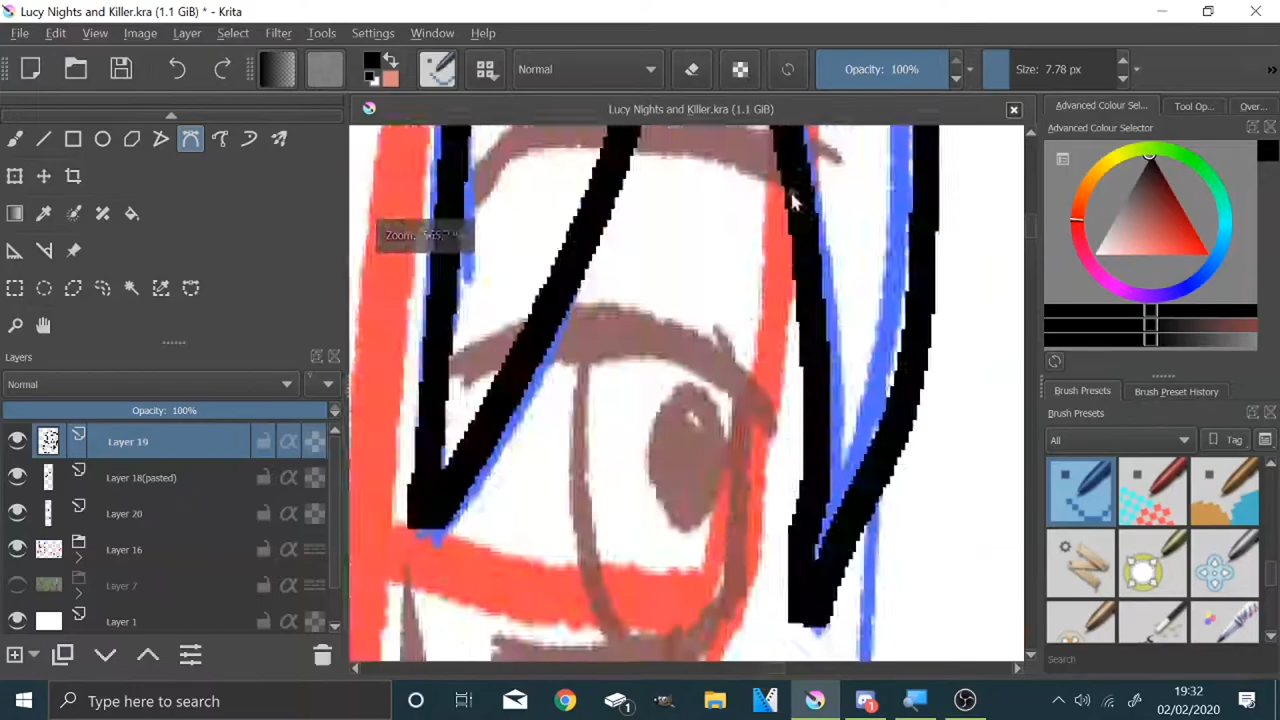 Lucy Nights and Killer.kra (1.1 GiB) * - Krita
File Edit View Image Layer Select Filter Tools Settings Window Help
Normal
Opacity: 100%
Size: 7.78 px
Lucy Nights and Killer.kra (1.1 GiB)
Advanced Colour Sel...
Tool Op...
Over...
Advanced Colour Selector
Zoom:
Layers
Normal
Opacity: 100%
Layer 19
Layer 18(pasted)
Layer 20
Layer 16
Layer 7
Layer 1
Brush Presets
Brush Preset History
Brush Presets
All
Tag
Search
Type here to search
1
1
19:32
02/02/2020